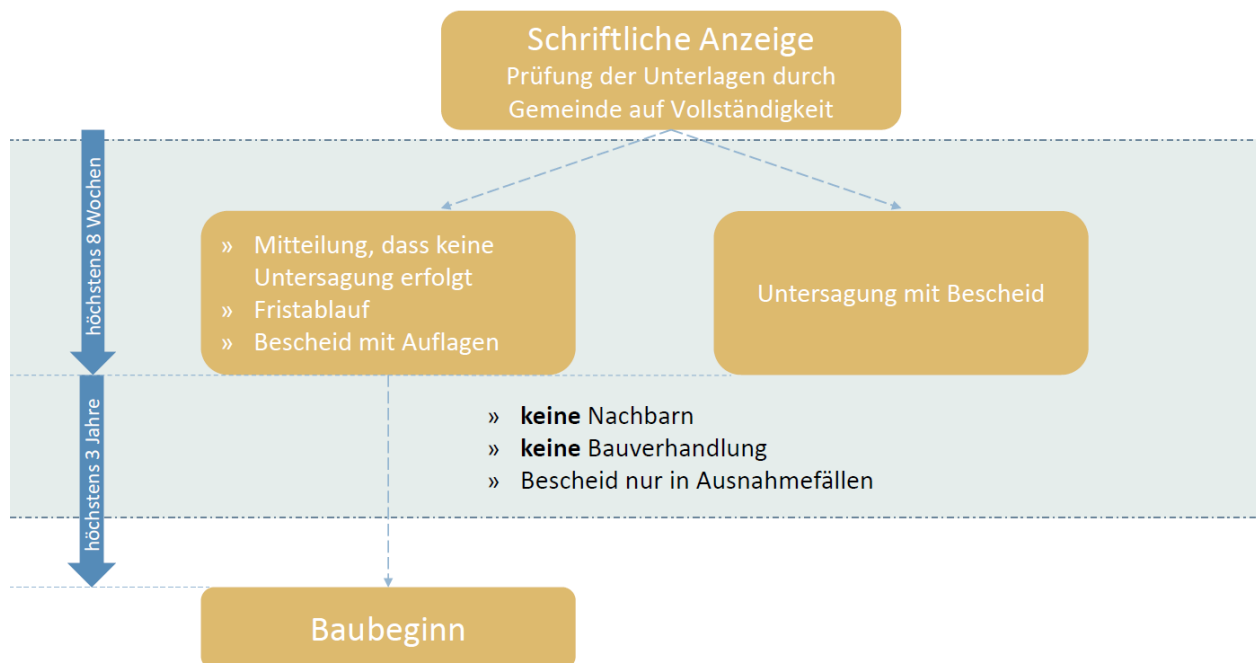 Schriftliche Anzeige
Prüfung der Unterlagen durch
Gemeinde auf Vollständigkeit
höchstens 8 Wochen
» Mitteilung, dass keine
Untersagung erfolgt
» Fristablauf
» Bescheid mit Auflagen
Untersagung mit Bescheid
höchstens 3 Jahre
» keine Nachbarn
» keine Bauverhandlung
» Bescheid nur in Ausnahmefällen
Baubeginn